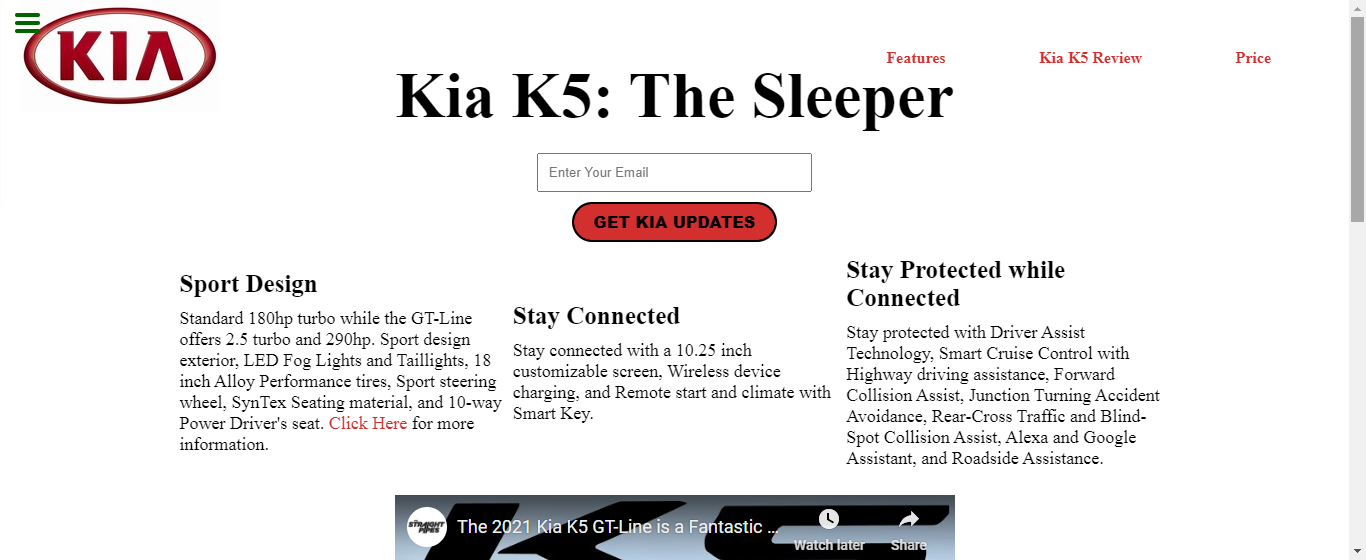 KIA
Features
Kia K5 Review
Price
Kia K5: The Sleeper
Enter Your Email
GET KIA UPDATES
Sport Design
Standard 180hp turbo while the GT-Line
offers 2.5 turbo and 290hp. Sport design
exterior, LED Fog Lights and Taillights, 18
inch Alloy Performance tires, Sport steering
wheel, SynTex Seating material, and 10-way
Power Driver's seat. Click Here for more
information.
Stay Connected
Stay connected with a 10.25 inch
customizable screen, Wireless device
charging, and Remote start and climate with
Smart Key.
Stay Protected while
Connected
Stay protected with Driver Assist
Technology, Smart Cruise Control with
Highway driving assistance, Forward
Collision Assist, Junction Turning Accident
Avoidance, Rear-Cross Traffic and Blind-
Spot Collision Assist, Alexa and Google
Assistant, and Roadside Assistance.
THE STRAIGHT PIPES
The 2021 Kia K5 GT-Line is a Fantastic ...
Watch later
Share
K5